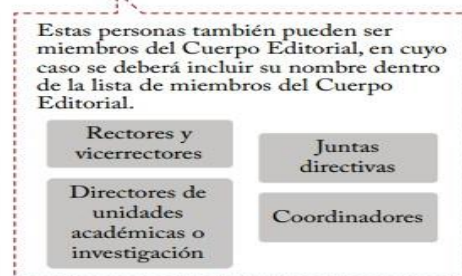 Estas personas también pueden ser
miembros del Cuerpo Editorial, en cuyo
caso se deberá incluir su nombre dentro
de la lista de miembros del Cuerpo
Editorial.
Rectores y
vicerrectores
Juntas
directivas
Directores de
unidades
académicas o
investigación
Coordinadores